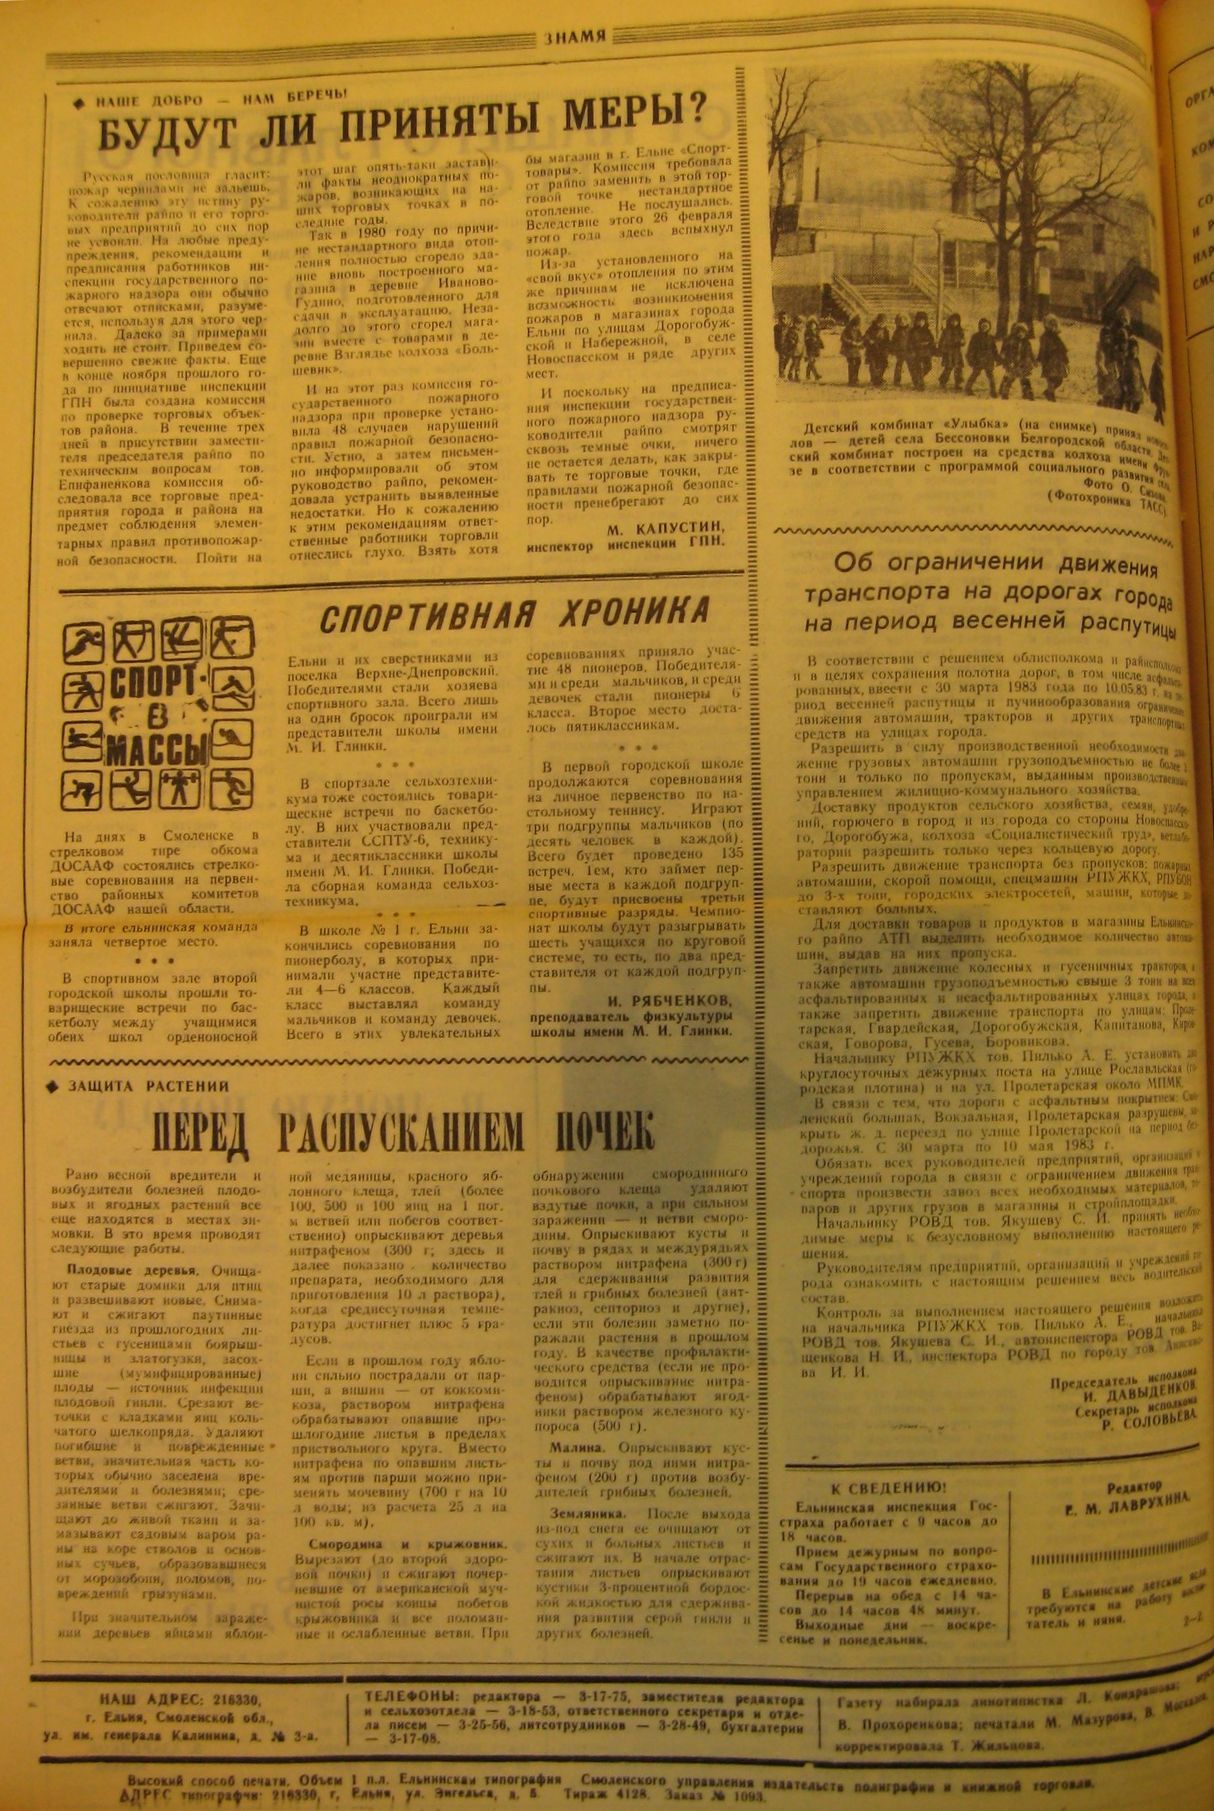 ЗНАМЯ
◆ НАШЕ ДОБРО — НАМ БЕРЕЧЬ!
БУДУТ ЛИ ПРИНЯТЫ МЕРЫ?
Русская пословица гласит:
пожар чернилами не зальешь.
К сожалению эту истину ру-
ководители райпо и его торго-
вых предприятий до сих пор
не усвоили. На любые преду-
преждения, рекомендации и
предписания работников ин-
спекции государственного по-
жарного надзора они обычно
отвечают отписками, разуме-
ется, используя для этого чер-
нила. Далеко за примерами
ходить не стоит. Приведем со-
вершенно свежие факты. Еще
в конце ноября прошлого го-
да по инициативе инспекции
ГПН была создана комиссия
по проверке торговых объек-
тов района. В течение трех
дней в присутствии замести-
теля председателя райпо по
техническим вопросам тов.
Епифаненкова комиссия об-
следовала все торговые пред-
приятия города и района на
предмет соблюдения элемен-
тарных правил противопожар-
ной безопасности. Пойти на
этот шаг опять-таки застави-
ли факты неоднократных по-
жаров, возникающих на на-
ших торговых точках в по-
следние годы.
Так в 1980 году по причи-
не нестандартного вида отоп-
ления полностью сгорело зда-
ние вновь построенного ма-
газина в деревне Иваново-
Гудино, подготовленного для
сдачи в эксплуатацию. Неза-
долго до этого сгорел мага-
зин вместе с товарами в де-
ревне Взглядье колхоза «Боль-
шевик».
И на этот раз комиссия го-
сударственного пожарного
надзора при проверке устано-
вила 48 случаев нарушений
правил пожарной безопасно-
сти. Устно, а затем письмен-
но информировали об этом
руководство райпо, рекомен-
довала устранить выявленные
недостатки. Но к сожалению
к этим рекомендациям ответ-
ственные работники торговли
отнеслись глухо. Взять хотя
бы магазин в г. Ельне «Спорт-
товары». Комиссия требовала
от райпо заменить в этой тор-
говой точке нестандартное
отопление. Не послушались.
Вследствие этого 26 февраля
этого года здесь вспыхнул
пожар.
Из-за установленного на
«свой вкус» отопления по этим
же причинам не исключена
возможность возникновения
пожаров в магазинах города
Ельни по улицам Дорогобуж-
ской и Набережной, в селе
Новоспасском и ряде других
мест.
И поскольку на предписа-
ния инспекции государствен-
ного пожарного надзора ру-
ководители райпо смотрят
сквозь темные очки, ничего
не остается делать, как закры-
вать те торговые точки, где
правилами пожарной безопас-
ности пренебрегают до сих
пор.
М. КАПУСТИН,
инспектор инспекции ГПН.
Детский комбинат «Улыбка» (на снимке) принял
лов — детей села Бессоновки Белгородской области. Дет-
ский комбинат построен на средства колхоза имени Фрун-
зе в соответствии с программой социального развития села.
Фото О. Сизова
(Фотохроника ТАСС).
Об ограничении движения
транспорта на дорогах города
на период весенней распутицы
В соответствии с решением облисполкома и райисполкома
и в целях сохранения полотна дорог, в том числе асфальти-
рованных, ввести с 30 марта 1983 года по 10.05.83 г. на пе-
риод весенней распутицы и пучинообразования ограничение
движения автомашин, тракторов и других транспортных
средств на улицах города.
Разрешить в силу производственной необходимости дви-
жение грузовых автомашин грузоподъемностью не более 3
тонн и только по пропускам, выданным производственным
управлением жилищно-коммунального хозяйства.
Доставку продуктов сельского хозяйства, семян, удобре-
ний, горючего в город и из города со стороны Новоспасско-
го, Дорогобужа, колхоза «Социалистический труд», ветлабо-
ратории разрешить только через кольцевую дорогу.
Разрешить движение транспорта без пропусков: пожарных
автомашин, скорой помощи, спецмашин РПУЖКХ, РПУБОН
до 3-х тонн, городских электросетей, машин, которые до-
ставляют больных.
Для доставки товаров и продуктов в магазины Ельнинско-
го райпо АТП выделить необходимое количество автома-
шин, выдав на них пропуска.
Запретить движение колесных и гусеничных тракторов, а
также автомашин грузоподъемностью свыше 3 тонн на всех
асфальтированных и неасфальтированных улицах города, а
также запретить движение транспорта по улицам: Проле-
тарская, Гвардейская, Дорогобужская, Капитанова, Киров-
ская, Говорова, Гусева, Боровикова.
Начальнику РПУЖКХ тов. Пилько А. Е. установить два
круглосуточных дежурных поста на улице Рославльская (го-
родская плотина) и на ул. Пролетарская около МПМК.
В связи с тем, что дороги с асфальтным покрытием: Смо-
ленский большак, Вокзальная, Пролетарская разрушены, за-
крыть ж. д. переезд по улице Пролетарской на период без-
дорожья. С 30 марта по 10 мая 1983 г.
Обязать всех руководителей предприятий, организаций и
учреждений города в связи с ограничением движения тран-
спорта произвести завоз всех необходимых материалов, то-
варов и других грузов в магазины и стройплощадки.
Начальнику РОВД тов. Якушеву С. И. принять необхо-
димые меры к безусловному выполнению настоящего ре-
шения.
Руководителям предприятий, организаций и учреждений го-
рода ознакомить с настоящим решением весь водительский
состав.
Контроль за выполнением настоящего решения возложить
на начальника РПУЖКХ тов. Пилько А. Е., начальника
РОВД тов. Якушева С. И., автоинспектора РОВД тов. Ва-
щенкова Н. И., инспектора РОВД по городу тов.
ва И. И.
Председатель исполкома
И. ДАВЫДЕНКОВ.
Секретарь исполкома
Р. СОЛОВЬЕВА.
СПОРТ-
В
МАССЫ
СПОРТИВНАЯ ХРОНИКА
На днях в Смоленске в
стрелковом тире обкома
ДОСААФ состоялись стрелко-
вые соревнования на первен-
ство районных комитетов
ДОСААФ нашей области.
В итоге ельнинская команда
заняла четвертое место.
* * *
В спортивном зале второй
городской школы прошли то-
варищеские встречи по бас-
кетболу между учащимися
обеих школ орденоносной
Ельни и их сверстниками из
поселка Верхне-Днепровский.
Победителями стали хозяева
спортивного зала. Всего лишь
на один бросок проиграли им
представители школы имени
М. И. Глинки.
* * *
В спортзале сельхозтехни-
кума тоже состоялись товари-
щеские встречи по баскетбо-
лу. В них участвовали пред-
ставители ССПТУ-6, технику-
ма и десятиклассники школы
имени М. И. Глинки. Победи-
ла сборная команда сельхоз-
техникума.
* * *
В школе № 1 г. Ельни за-
кончились соревнования по
пионерболу, в которых при-
нимали участие представите-
ли 4—6 классов. Каждый
класс выставлял команду
мальчиков и команду девочек.
Всего в этих увлекательных
соревнованиях приняло учас-
тие 48 пионеров. Победителя-
ми и среди мальчиков, и среди
девочек стали пионеры 6
класса. Второе место доста-
лось пятиклассникам.
* * *
В первой городской школе
продолжаются соревнования
на личное первенство по на-
стольному теннису. Играют
три подгруппы мальчиков (по
десять человек в каждой).
Всего будет проведено 135
встреч. Тем, кто займет пер-
вые места в каждой подгруп-
пе, будут присвоены третьи
спортивные разряды. Чемпио-
нат школы будут разыгрывать
шесть учащихся по круговой
системе, то есть, по два пред-
ставителя от каждой подгруп-
пы.
И. РЯБЧЕНКОВ,
преподаватель физкультуры
школы имени М. И. Глинки.
◆ ЗАЩИТА РАСТЕНИЙ
ПЕРЕД РАСПУСКАНИЕМ ПОЧЕК
Рано весной вредители и
возбудители болезней плодо-
вых и ягодных растений все
еще находятся в местах зи-
мовки. В это время проводят
следующие работы.
Плодовые деревья. Очища-
ют старые домики для птиц
и развешивают новые. Снима-
ют и сжигают паутинные
гнезда из прошлогодних ли-
стьев с гусеницами боярыш-
ницы и златогузки, засох-
шие (мумифицированные)
плоды — источник инфекции
плодовой гнили. Срезают ве-
точки с кладками яиц коль-
чатого шелкопряда. Удаляют
погибшие и поврежденные
ветви, значительная часть ко-
торых обычно заселена вре-
дителями и болезнями; сре-
занные ветви сжигают. Зачи-
щают до живой ткани и за-
мазывают садовым варом ра-
ны на коре стволов и основ-
ных сучьев, образовавшиеся
от морозобоин, поломов, по-
вреждений грызунами.
При значительном зараже-
нии деревьев яйцами яблон-
ной медяницы, красного яб-
лонного клеща, тлей (более
100, 500 и 100 яиц на 1 пог.
м ветвей или побегов соответ-
ственно) опрыскивают деревья
нитрафеном (300 г; здесь и
далее показано количество
препарата, необходимого для
приготовления 10 л раствора),
когда среднесуточная темпе-
ратура достигнет плюс 5 гра-
дусов.
Если в прошлом году ябло-
ни сильно пострадали от пар-
ши, а вишни — от коккоми-
коза, раствором нитрафена
обрабатывают опавшие про-
шлогодние листья в пределах
приствольного круга. Вместо
нитрафена по опавшим листь-
ям против парши можно при-
менять мочевину (700 г на 10
л воды; из расчета 25 л на
100 кв. м).
Смородина и крыжовник.
Вырезают (до второй здоро-
вой почки) и сжигают почер-
невшие от американской муч-
нистой росы концы побегов
крыжовника и все поломан-
ные и ослабленные ветви. При
обнаружении смородинного
почкового клеща удаляют
вздутые почки, а при сильном
заражении — и ветви сморо-
дины. Опрыскивают кусты и
почву в рядах и междурядьях
раствором нитрафена (300 г)
для сдерживания развития
тлей и грибных болезней (ант-
ракноз, септориоз и другие),
если эти болезни заметно по-
ражали растения в прошлом
году. В качестве профилакти-
ческого средства (если не про-
водится опрыскивание нитра-
феном) обрабатывают ягод-
ники раствором железного ку-
пороса (500 г).
Малина. Опрыскивают кус-
ты и почву под ними нитра-
феном (200 г) против возбу-
дителей грибных болезней.
Земляника. После выхода
из-под снега ее очищают от
сухих и больных листьев и
сжигают их. В начале отрас-
тания листьев опрыскивают
кустики 3-процентной бордос-
кой жидкостью для сдержива-
ния развития серой гнили и
других болезней.
К СВЕДЕНИЮ!
Ельнинская инспекция Гос-
страха работает с 9 часов до
18 часов.
Прием дежурным по вопро-
сам Государственного страхо-
вания до 19 часов ежедневно.
Перерыв на обед с 14 ча-
сов до 14 часов 48 минут.
Выходные дни — воскре-
сенье и понедельник.
Редактор
Е. М. ЛАВРУХИНА.
В Ельнинские детские ясли
требуются на работу воспи-
татель и няня.
2—2
НАШ АДРЕС: 216330,
г. Ельня, Смоленской обл.,
ул. им. генерала Калинина, д. № 3-а.
ТЕЛЕФОНЫ: редактора — 3-17-75, заместителя редактора
и сельхозотдела — 3-18-53, ответственного секретаря и отде-
ла писем — 3-25-56, литсотрудников — 3-28-49, бухгалтерии
— 3-17-08.
Газету набирала линотипистка Л. Кондрашова;
В. Прохоренкова; печатали М. Мазурова, В.
корректировала Т. Жильцова.
Высокий способ печати. Объем 1 п.л. Ельнинская типография Смоленского управления издательств полиграфии и книжной торговли.
АДРЕС типографии: 216330, г. Ельня, ул. Энгельса, д. 5. Тираж 4128. Заказ № 1093.